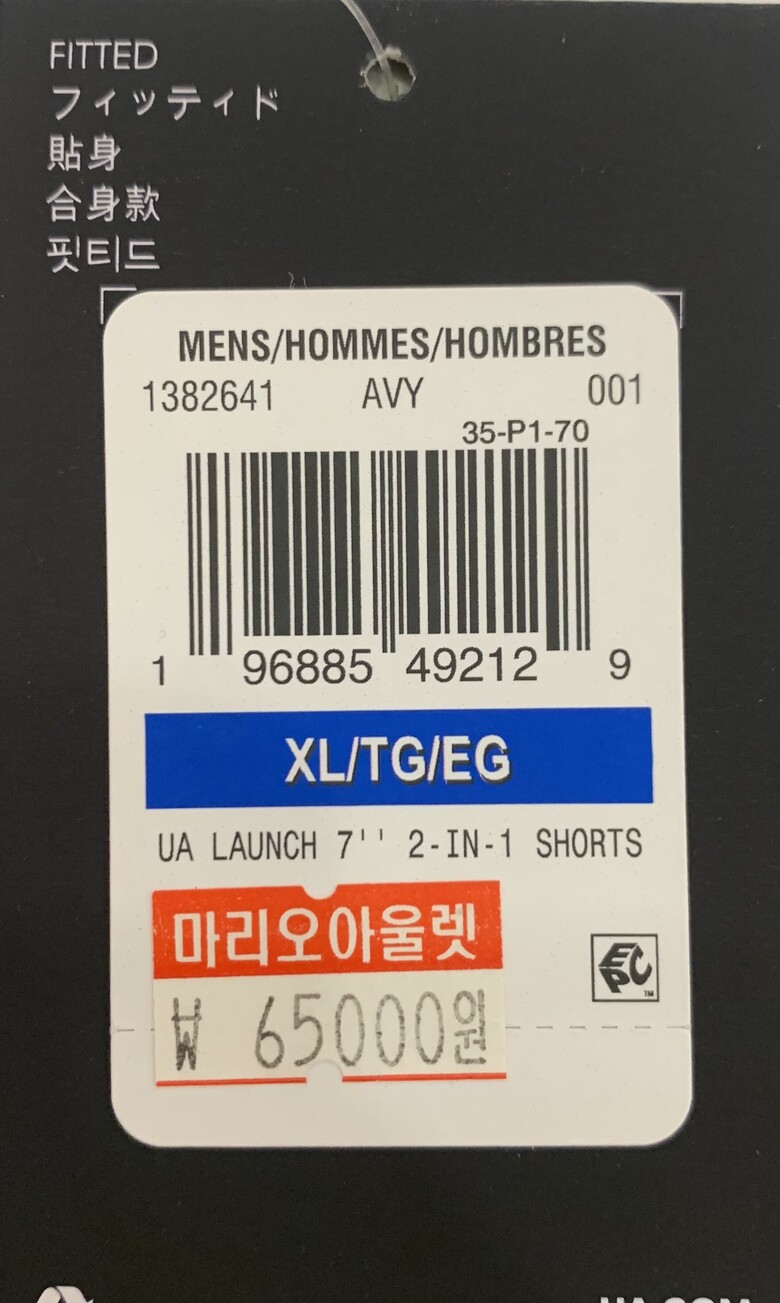 FITTED
フィッティド
貼身
合身款
핏티드
MENS/HOMMES/HOMBRES
1382641 AVY 001
35-P1-70
1 96885 49212 9
XL/TG/EG
UA LAUNCH 7'' 2-IN-1 SHORTS
마리오아울렛
EPC TM
₩ 65000원